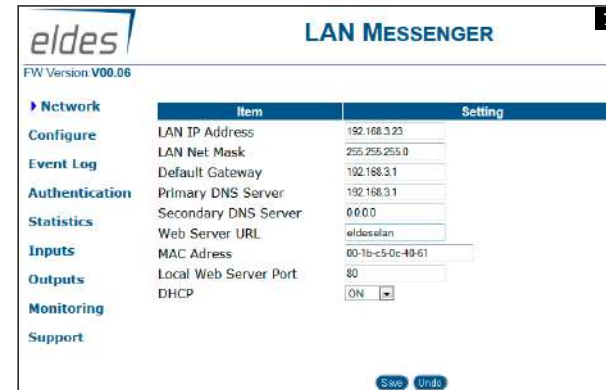 eldes
LAN MESSENGER
FW Version:V00.06
Network
Configure
Event Log
Authentication
Statistics
Inputs
Outputs
Monitoring
Support
Item Setting
LAN IP Address 192.168.3.23
LAN Net Mask 255.255.255.0
Default Gateway 192.168.3.1
Primary DNS Server 192.168.3.1
Secondary DNS Server 0.0.0.0
Web Server URL eldeselan
MAC Adress 00-1b-c5-0c-40-61
Local Web Server Port 80
DHCP ON
Save Undo